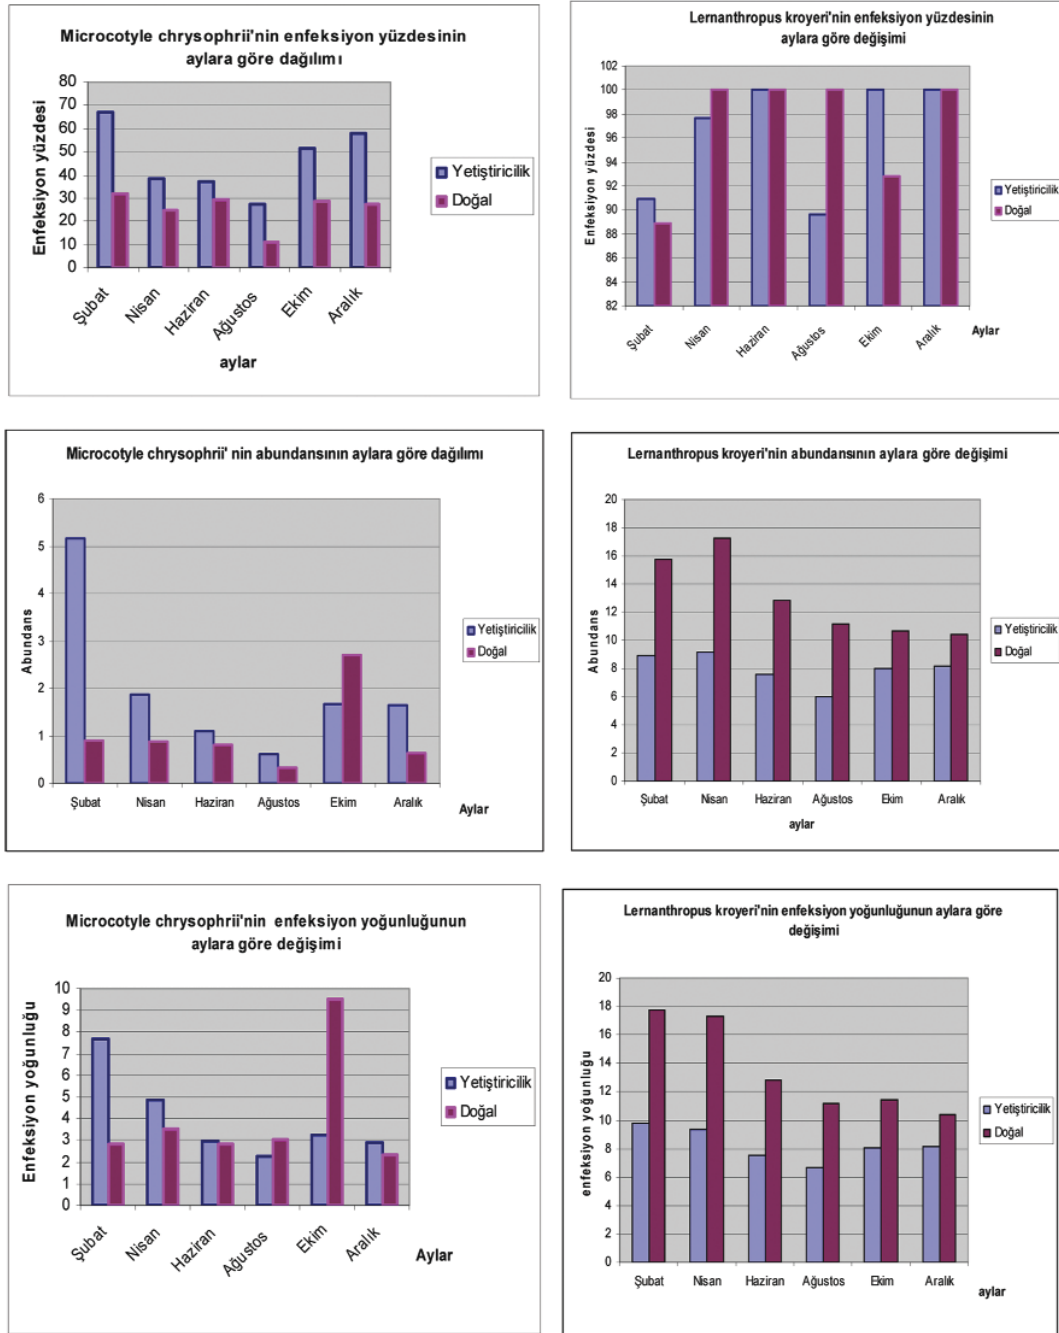 Microcotyle chrysophrii'nin enfeksiyon yüzdesinin
aylara göre dağılımı
80
70
60
50
40
30
20
10
0
Enfeksiyon yüzdesi
Şubat
Nisan
Haziran
Ağustos
Ekim
Aralık
aylar
Yetiştiricilik
Doğal
Lernanthropus kroyeri'nin enfeksiyon yüzdesinin
aylara göre değişimi
102
100
98
96
94
92
90
88
86
84
82
Enfeksiyon yüzdesi
Şubat
Nisan
Haziran
Ağustos
Ekim
Aralık
Aylar
Yetiştiricilik
Doğal
Microcotyle chrysophrii' nin abundansının aylara göre dağılımı
6
5
4
3
2
1
0
Abundans
Şubat
Nisan
Haziran
Ağustos
Ekim
Aralık
Aylar
Yetiştiricilik
Doğal
Lernanthropus kroyeri'nin abundansının aylara göre değişimi
20
18
16
14
12
10
8
6
4
2
0
Abundans
Şubat
Nisan
Haziran
Ağustos
Ekim
Aralık
aylar
Yetiştiricilik
Doğal
Microcotyle chrysophrii'nin enfeksiyon yoğunluğunun
aylara göre değişimi
10
9
8
7
6
5
4
3
2
1
0
Enfeksiyon yoğunluğu
Şubat
Nisan
Haziran
Ağustos
Ekim
Aralık
Aylar
Yetiştiricilik
Doğal
Lernanthropus kroyeri'nin enfeksiyon yoğunluğunun aylara göre
değişimi
20
18
16
14
12
10
8
6
4
2
0
enfeksiyon yoğunluğu
Şubat
Nisan
Haziran
Ağustos
Ekim
Aralık
aylar
Yetiştiricilik
Doğal